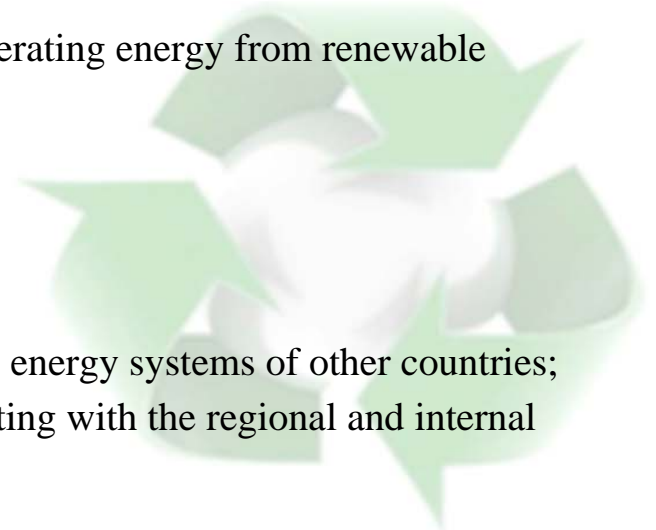 erating energy from renewable
energy systems of other countries;
ting with the regional and internal